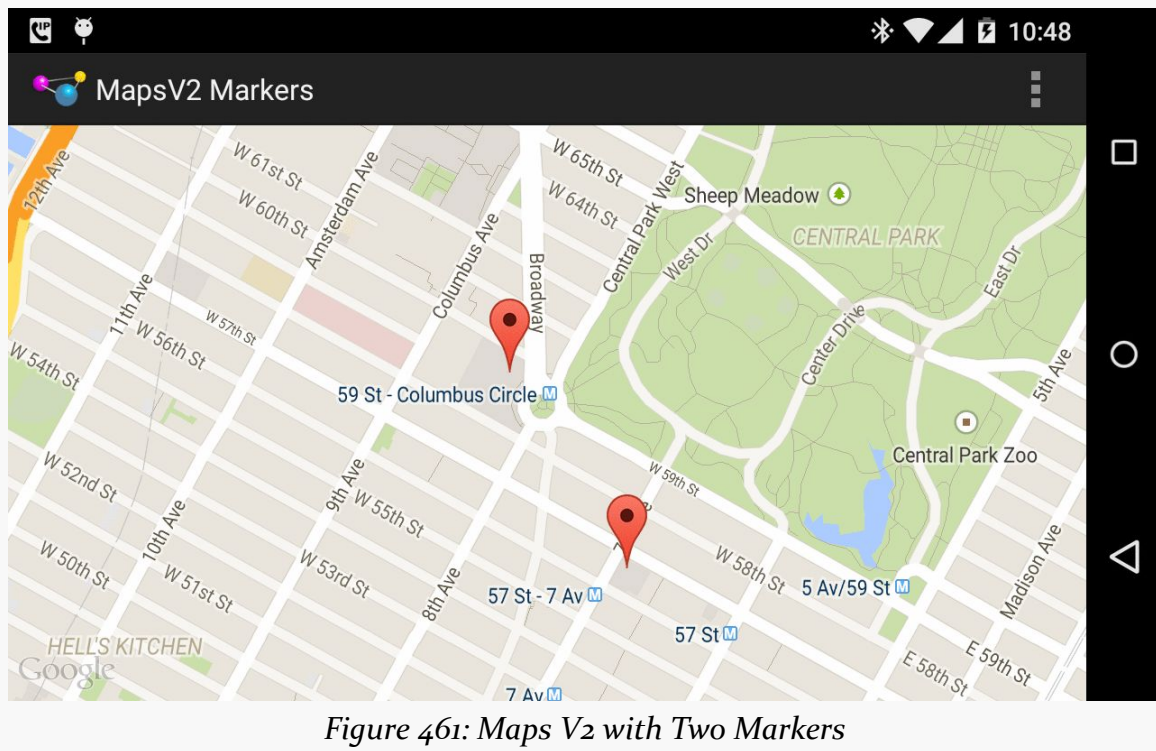 10:48
MapsV2 Markers
12th Ave
W 61st St
W 60th St
Amsterdam Ave
Columbus Ave
Broadway
W 65th St
W 64th St
Central Park West
Sheep Meadow
CENTRAL PARK
West Dr
East Dr
11th Ave
W 57th St
W 56th St
W 54th St
Center Drive
5th Ave
59 St - Columbus Circle M
Central Park Zoo
W 52nd St
9th Ave
W 55th St
W 59th St
10th Ave
W 50th St
W 51st St
W 53rd St
8th Ave
57 St - 7 Av M
W 58th St
5 Av/59 St M
Madison Ave
57 St M
HELL'S KITCHEN
Google
E 58th St
E 59th St
7 Av M
Figure 461: Maps V2 with Two Markers